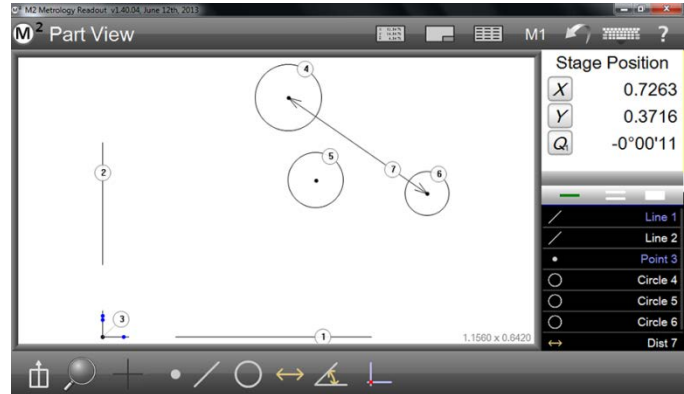 M2 Metrology Readout v1.40.04, June 12th, 2013
M2 Part View
M1
?
Stage Position
X 0.7263
Y 0.3716
Q1 -0°00'11
4
5
2
7
6
3
1
1.1560 x 0.6420
Line 1
Line 2
Point 3
Circle 4
Circle 5
Circle 6
Dist 7